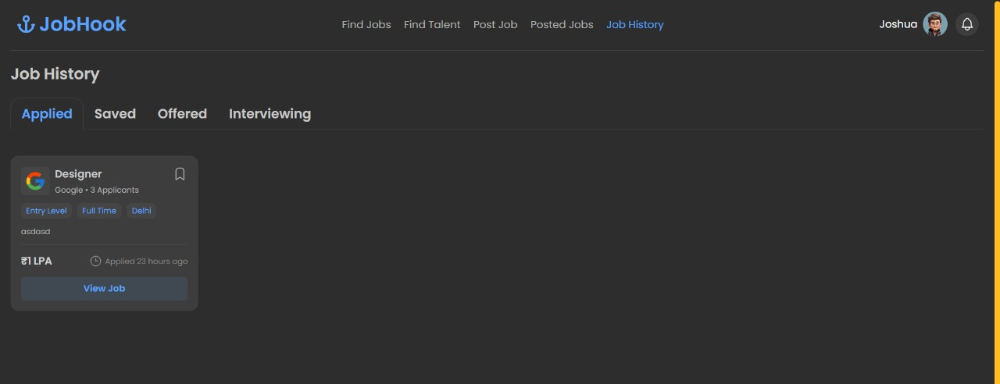 JobHook
Find Jobs Find Talent Post Job Posted Jobs Job History
Joshua
Job History
Applied Saved Offered Interviewing
Designer
Google • 3 Applicants
Entry Level Full Time Delhi
asdasd
₹1 LPA Applied 23 hours ago
View Job